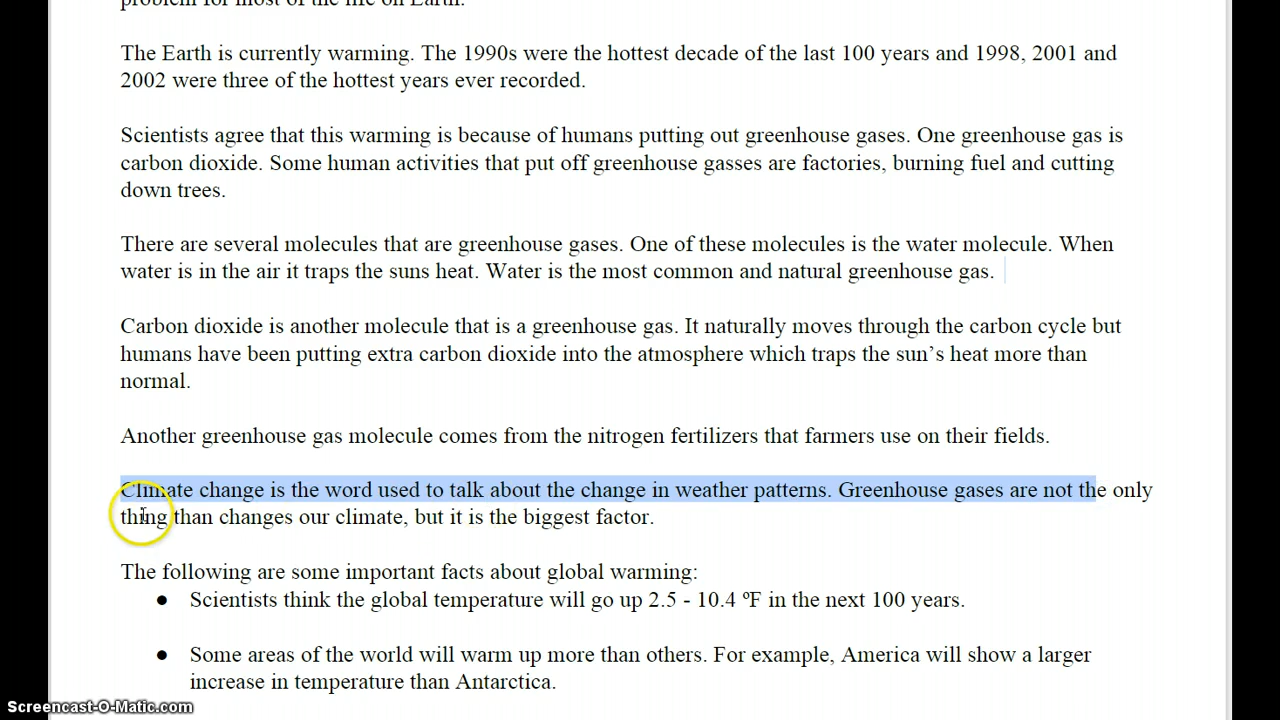 problem for most of the life on Earth.
The Earth is currently warming. The 1990s were the hottest decade of the last 100 years and 1998, 2001 and
2002 were three of the hottest years ever recorded.
Scientists agree that this warming is because of humans putting out greenhouse gases. One greenhouse gas is
carbon dioxide. Some human activities that put off greenhouse gasses are factories, burning fuel and cutting
down trees.
There are several molecules that are greenhouse gases. One of these molecules is the water molecule. When
water is in the air it traps the suns heat. Water is the most common and natural greenhouse gas.
Carbon dioxide is another molecule that is a greenhouse gas. It naturally moves through the carbon cycle but
humans have been putting extra carbon dioxide into the atmosphere which traps the sun’s heat more than
normal.
Another greenhouse gas molecule comes from the nitrogen fertilizers that farmers use on their fields.
Climate change is the word used to talk about the change in weather patterns. Greenhouse gases are not the only
thing than changes our climate, but it is the biggest factor.
The following are some important facts about global warming:
● Scientists think the global temperature will go up 2.5 - 10.4 ºF in the next 100 years.
● Some areas of the world will warm up more than others. For example, America will show a larger
increase in temperature than Antarctica.
Screencast-O-Matic.com